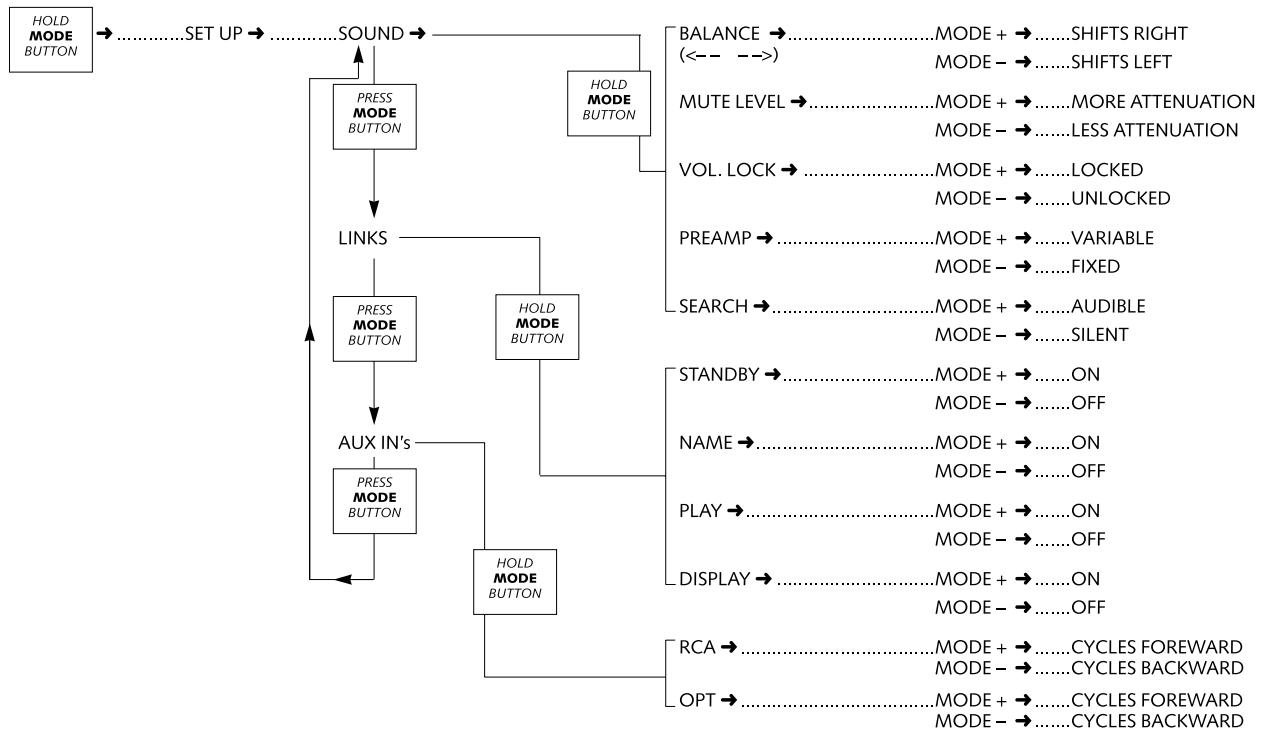 HOLD
MODE
BUTTON
➜ ..............SET UP ➜ ..............SOUND ➜
PRESS
MODE
BUTTON
LINKS
PRESS
MODE
BUTTON
AUX IN's
PRESS
MODE
BUTTON
HOLD
MODE
BUTTON
BALANCE ➜..............................MODE + ➜ .......SHIFTS RIGHT
(<-- -->)
MODE – ➜ .......SHIFTS LEFT
MUTE LEVEL ➜..........................MODE + ➜ .......MORE ATTENUATION
MODE – ➜ .......LESS ATTENUATION
VOL. LOCK ➜ ..........................MODE + ➜ .......LOCKED
MODE – ➜ .......UNLOCKED
PREAMP ➜ ................................MODE + ➜ .......VARIABLE
MODE – ➜ .......FIXED
SEARCH ➜.................................MODE + ➜ .......AUDIBLE
MODE – ➜ .......SILENT
HOLD
MODE
BUTTON
STANDBY ➜..............................MODE + ➜ .......ON
MODE – ➜ .......OFF
NAME ➜....................................MODE + ➜ .......ON
MODE – ➜ .......OFF
PLAY ➜......................................MODE + ➜ .......ON
MODE – ➜ .......OFF
DISPLAY ➜ ................................MODE + ➜ .......ON
MODE – ➜ .......OFF
HOLD
MODE
BUTTON
RCA ➜ .......................................MODE + ➜ .......CYCLES FOREWARD
MODE – ➜ .......CYCLES BACKWARD
OPT ➜ .......................................MODE + ➜ .......CYCLES FOREWARD
MODE – ➜ .......CYCLES BACKWARD